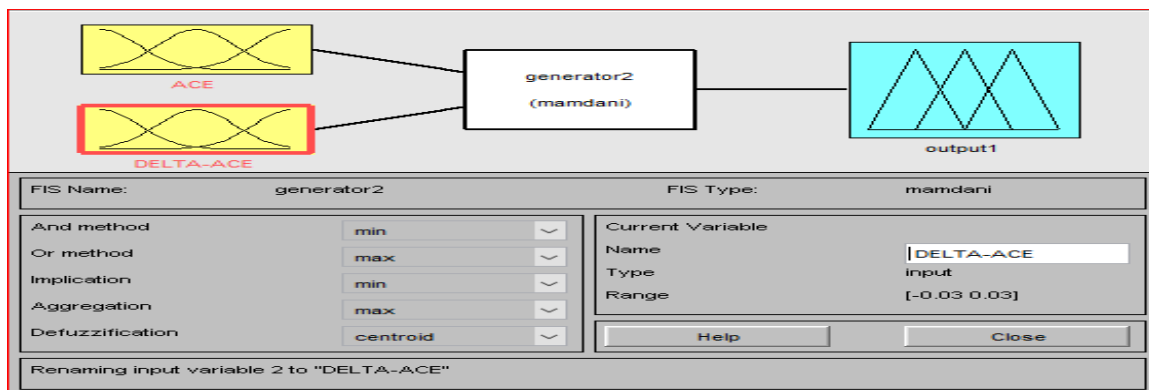 ACE
DELTA-ACE
generator2
(mamdani)
output1
FIS Name: generator2 FIS Type: mamdani
And method min
Or method max
Implication min
Aggregation max
Defuzzification centroid
Current Variable
Name DELTA-ACE
Type input
Range [-0.03 0.03]
Help Close
Renaming input variable 2 to "DELTA-ACE"